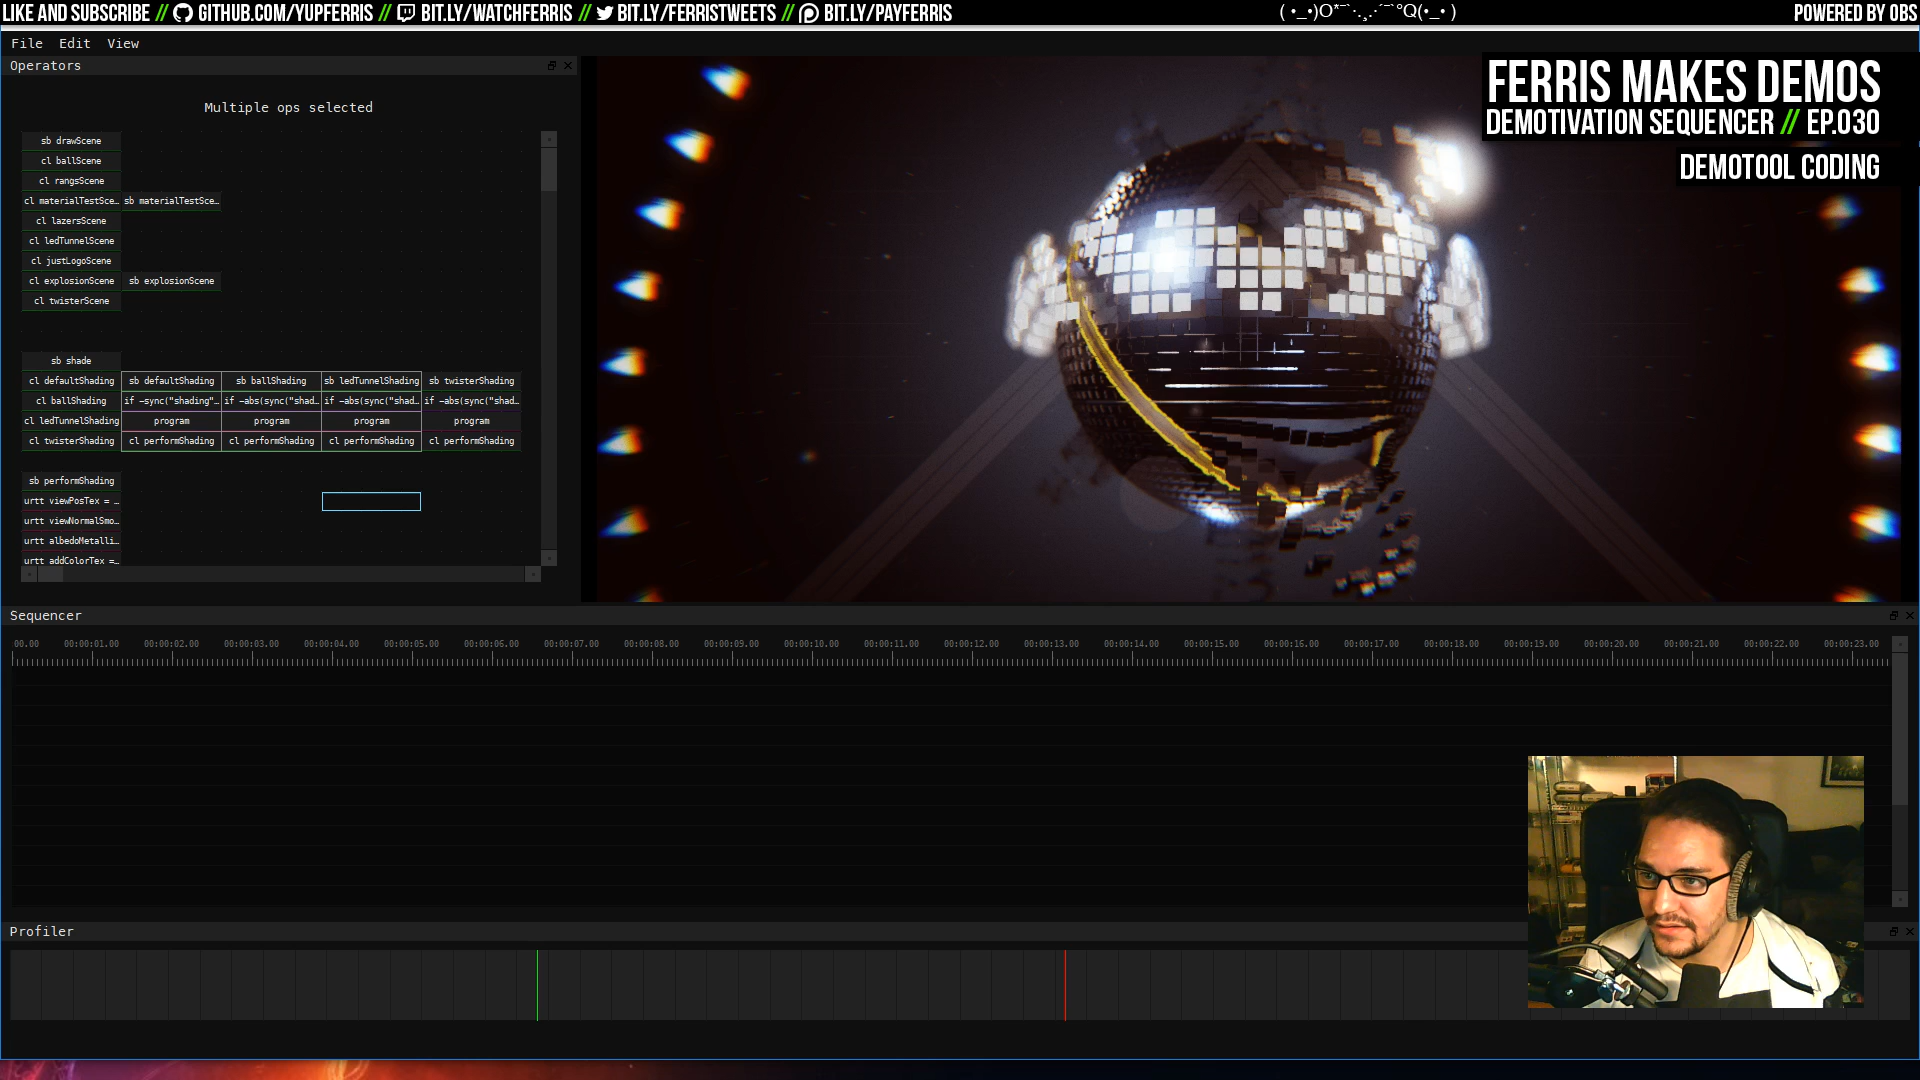 LIKE AND SUBSCRIBE // GITHUB.COM/YUPFERRIS // BIT.LY/WATCHFERRIS // BIT.LY/FERRISTWEETS // BIT.LY/PAYFERRIS
POWERED BY OBS
File Edit View
Operators
FERRIS MAKES DEMOS
DEMOTIVATION SEQUENCER // EP.030
DEMOTOOL CODING
Multiple ops selected
sb drawScene
cl ballScene
cl rangsScene
cl materialTestSce… sb materialTestSce…
cl lazersScene
cl ledTunnelScene
cl justLogoScene
cl explosionScene sb explosionScene
cl twisterScene
sb shade
cl defaultShading sb defaultShading sb ballShading sb ledTunnelShading sb twisterShading
cl ballShading if ~sync("shading"… if ~abs(sync("shad… if ~abs(sync("shad… if ~abs(sync("shad…
cl ledTunnelShading program program program program
cl twisterShading cl performShading cl performShading cl performShading cl performShading
sb performShading
urtt viewPosTex = …
urtt viewNormalSmo…
urtt albedoMetalli…
urtt addColorTex =…
Sequencer
00.00 00:00:01.00 00:00:02.00 00:00:03.00 00:00:04.00 00:00:05.00 00:00:06.00 00:00:07.00 00:00:08.00 00:00:09.00 00:00:10.00 00:00:11.00 00:00:12.00 00:00:13.00 00:00:14.00 00:00:15.00 00:00:16.00 00:00:17.00 00:00:18.00 00:00:19.00 00:00:20.00 00:00:21.00 00:00:22.00 00:00:23.00
Profiler